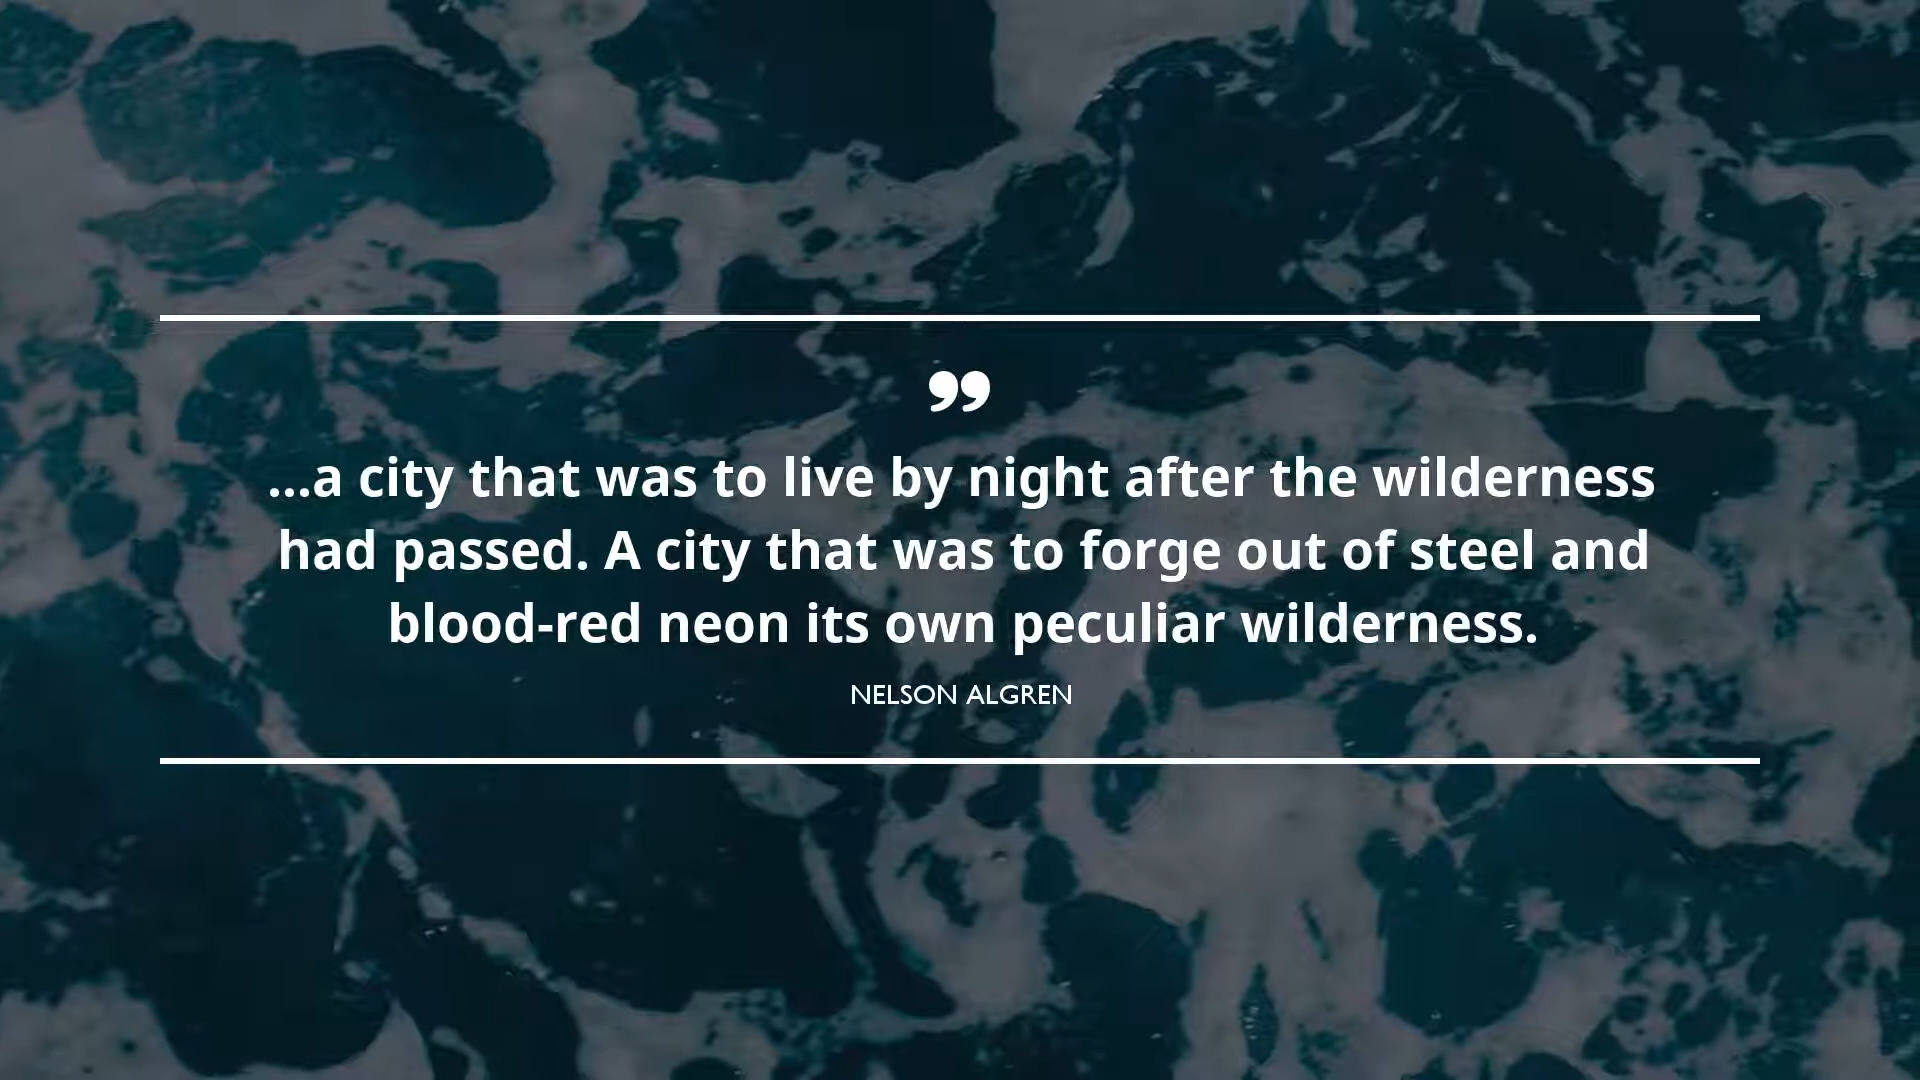 ”
...a city that was to live by night after the wilderness
had passed. A city that was to forge out of steel and
blood-red neon its own peculiar wilderness.
NELSON ALGREN